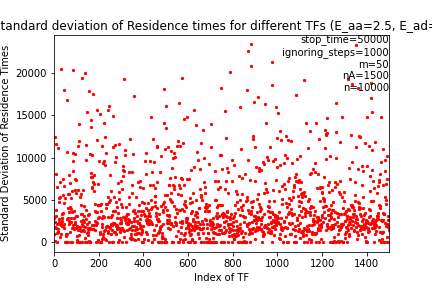 tandard deviation of Residence times for different TFs (E_aa=2.5, E_ad=
stop_time=50000
ignoring_steps=1000
m=50
nA=1500
n=10000
Standard Deviation of Residence Times
20000
15000
10000
5000
0
0 200 400 600 800 1000 1200 1400
Index of TF